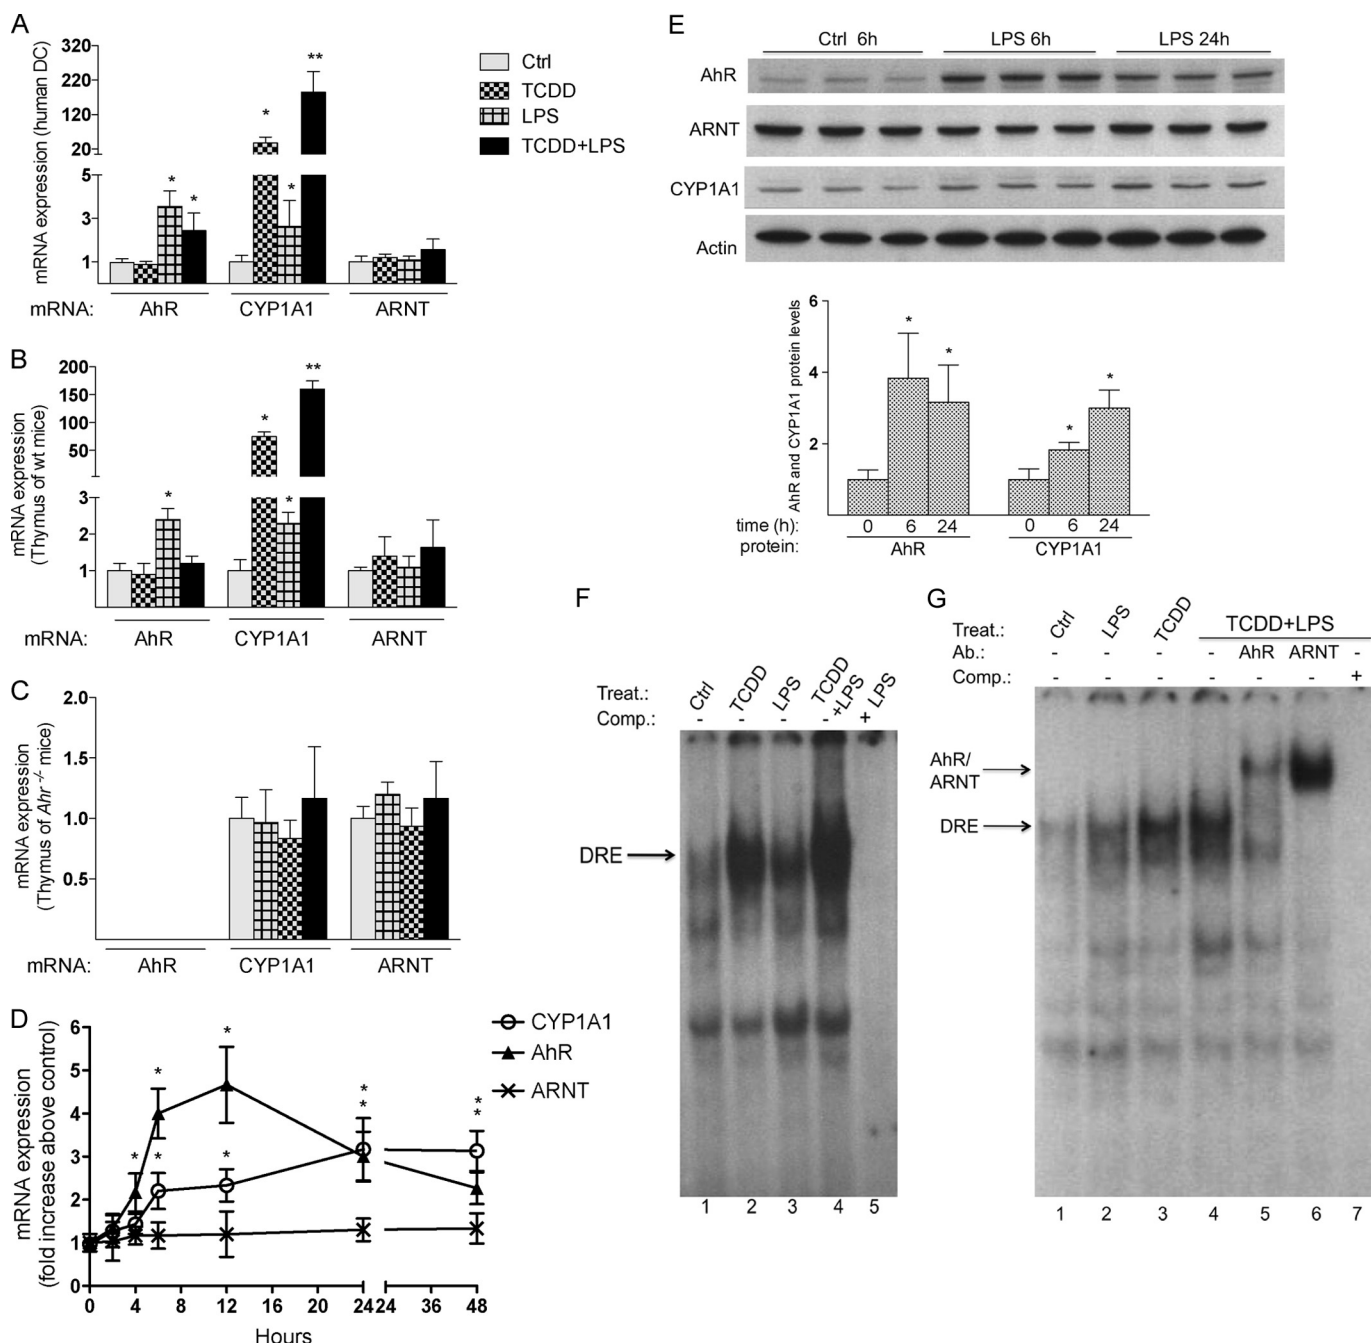 A
mRNA expression (human DC)
320
220
120
20
5
3
1
* * * * **
mRNA: AhR CYP1A1 ARNT
Ctrl
TCDD
LPS
TCDD+LPS
B
mRNA expression
(Thymus of wt mice)
200
150
100
50
3
2
1
* * * **
mRNA: AhR CYP1A1 ARNT
C
mRNA expression
(Thymus of Ahr -/- mice)
2.0
1.5
1.0
0.5
mRNA: AhR CYP1A1 ARNT
D
mRNA expression
(fold increase above control)
6
5
4
3
2
1
0
* * * * * * * * *
0 4 8 12 16 20 24 24 36 48
Hours
CYP1A1
AhR
ARNT
E
Ctrl 6h LPS 6h LPS 24h
AhR
ARNT
CYP1A1
Actin
AhR and CYP1A1 protein levels
6
4
2
* * * *
time (h): 0 6 24 0 6 24
protein: AhR CYP1A1
F
Treat.: Ctrl TCDD LPS TCDD +LPS LPS
Comp.: - - - - +
DRE
1 2 3 4 5
G
Treat.: Ctrl LPS TCDD TCDD+LPS
Ab.: - - - - AhR ARNT -
Comp.: - - - - - - +
AhR/
ARNT
DRE
1 2 3 4 5 6 7